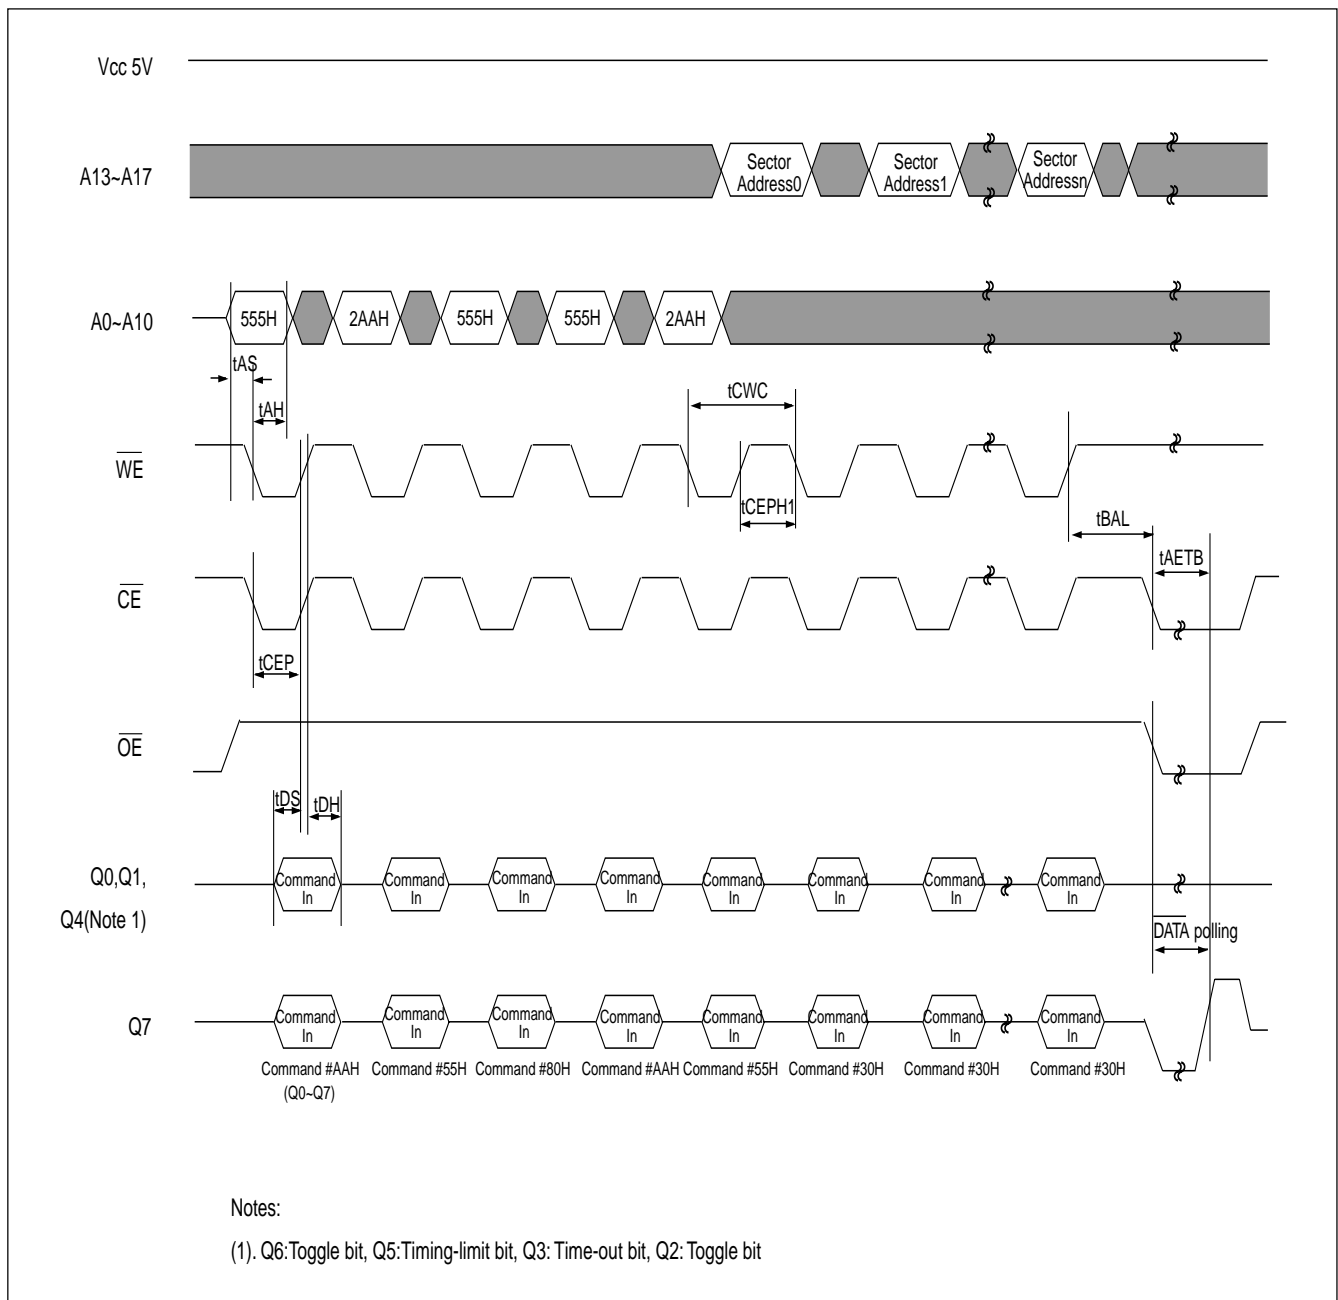 Vcc 5V
A13~A17
Sector Address0
Sector Address1
Sector Addressn
A0~A10
555H 2AAH 555H 555H 2AAH
tAS
tAH
tCWC
WE
tCEPH1
tBAL
tAETB
CE
tCEP
OE
tDS
tDH
Q0,Q1,
Q4(Note 1)
Command In
Command In
Command In
Command In
Command In
Command In
Command In
Command In
DATA polling
Q7
Command In
Command In
Command In
Command In
Command In
Command In
Command In
Command In
Command #AAH Command #55H Command #80H Command #AAH Command #55H Command #30H Command #30H Command #30H
(Q0~Q7)
Notes:
(1). Q6:Toggle bit, Q5:Timing-limit bit, Q3: Time-out bit, Q2: Toggle bit